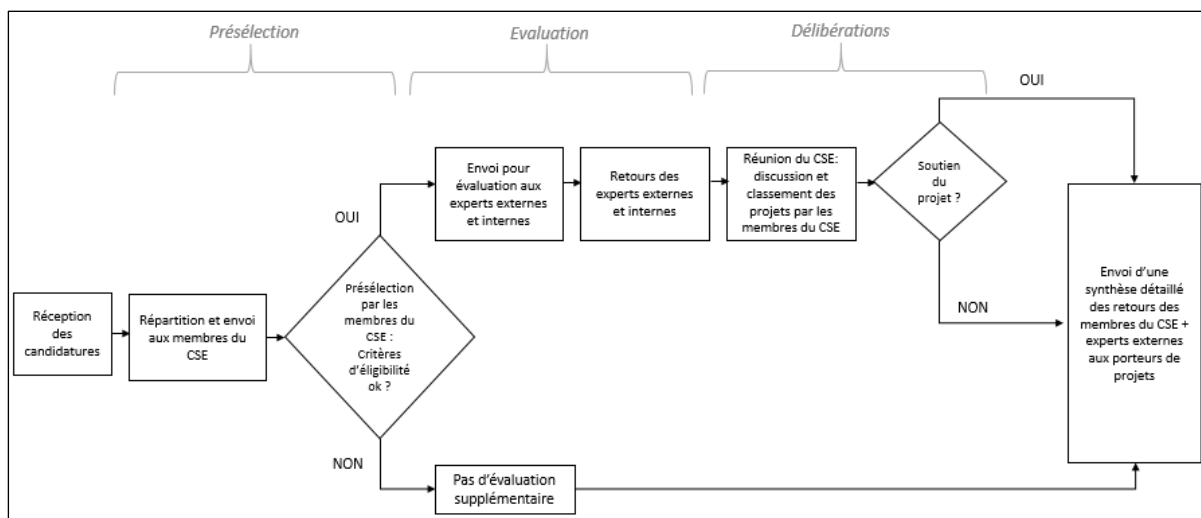 Présélection
Evaluation
Délibérations
Réception
des
candidatures
Répartition et envoi
aux membres du
CSE
Présélection
par les
membres du
CSE :
Critères
d'éligibilité
ok ?
OUI
NON
Envoi pour
évaluation aux
experts externes
et internes
Retours des
experts externes
et internes
Réunion du CSE:
discussion et
classement des
projets par les
membres du CSE
Soutien
du
projet ?
OUI
NON
Pas d'évaluation
supplémentaire
Envoi d'une
synthèse détaillé
des retours des
membres du CSE +
experts externes
aux porteurs de
projets